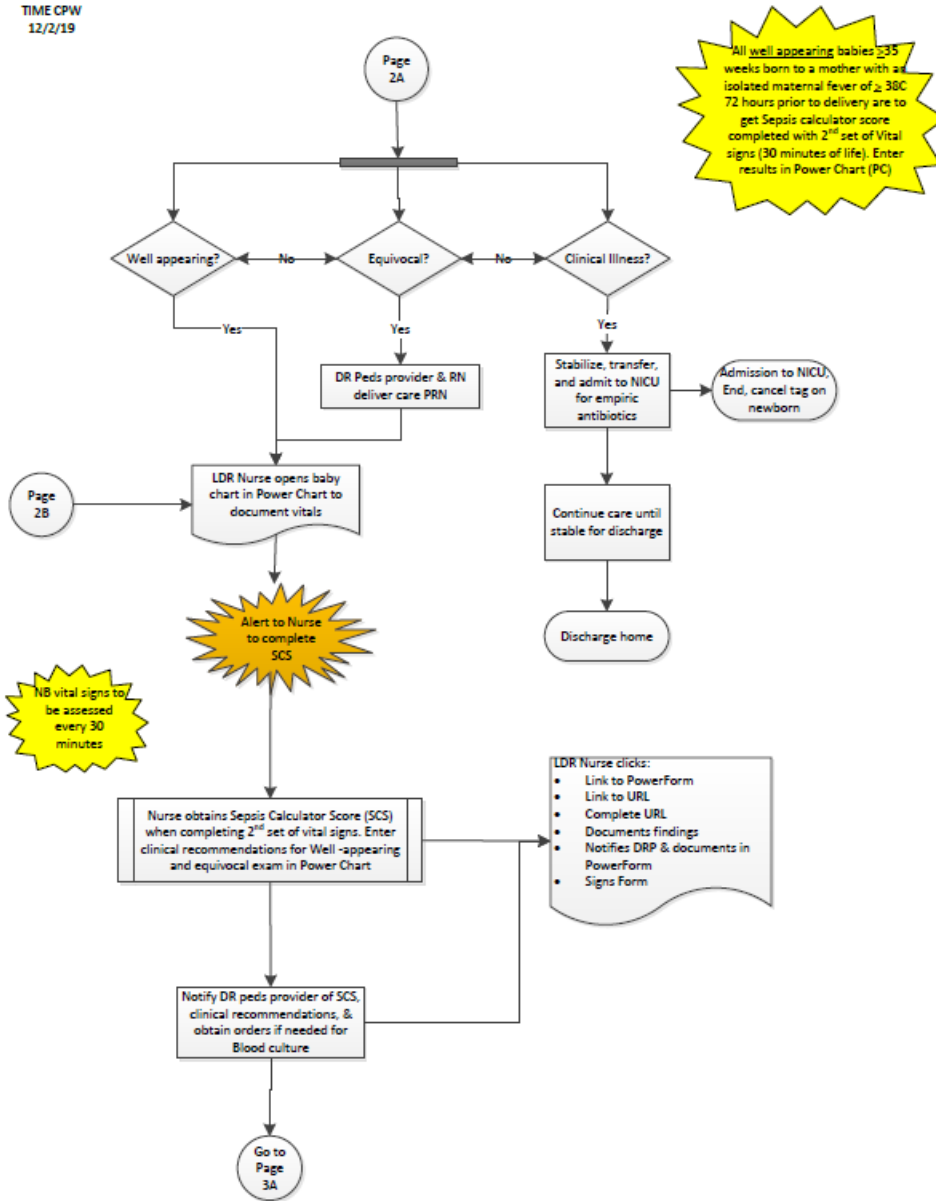 TIME CPW
12/2/19
Page
2A
All well appearing babies ≥35
weeks born to a mother with an
isolated maternal fever of ≥ 38C
72 hours prior to delivery are to
get Sepsis calculator score
completed with 2nd set of Vital
signs (30 minutes of life). Enter
results in Power Chart (PC)
Well appearing?
No
Equivocal?
No
Clinical Illness?
Yes
Yes
Yes
DR Peds provider & RN
deliver care PRN
Stabilize, transfer,
and admit to NICU
for empiric
antibiotics
Admission to NICU,
End, cancel tag on
newborn
Page
2B
LDR Nurse opens baby
chart in Power Chart to
document vitals
Continue care until
stable for discharge
Alert to Nurse
to complete
SCS
Discharge home
NB vital signs to
be assessed
every 30
minutes
Nurse obtains Sepsis Calculator Score (SCS)
when completing 2nd set of vital signs. Enter
clinical recommendations for Well -appearing
and equivocal exam in Power Chart
LDR Nurse clicks:
• Link to PowerForm
• Link to URL
• Complete URL
• Documents findings
• Notifies DRP & documents in
PowerForm
• Signs Form
Notify DR peds provider of SCS,
clinical recommendations, &
obtain orders if needed for
Blood culture
Go to
Page
3A